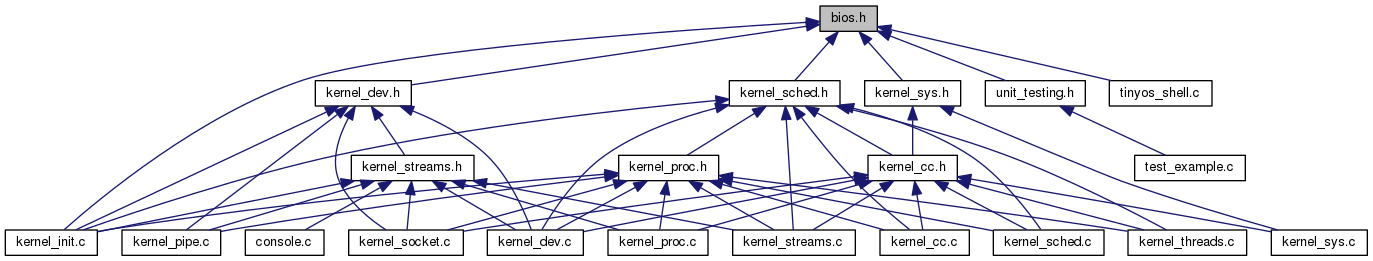 bios.h
kernel_dev.h
kernel_sched.h
kernel_sys.h
unit_testing.h
tinyos_shell.c
kernel_streams.h
kernel_proc.h
kernel_cc.h
test_example.c
kernel_init.c
kernel_pipe.c
console.c
kernel_socket.c
kernel_dev.c
kernel_proc.c
kernel_streams.c
kernel_cc.c
kernel_sched.c
kernel_threads.c
kernel_sys.c